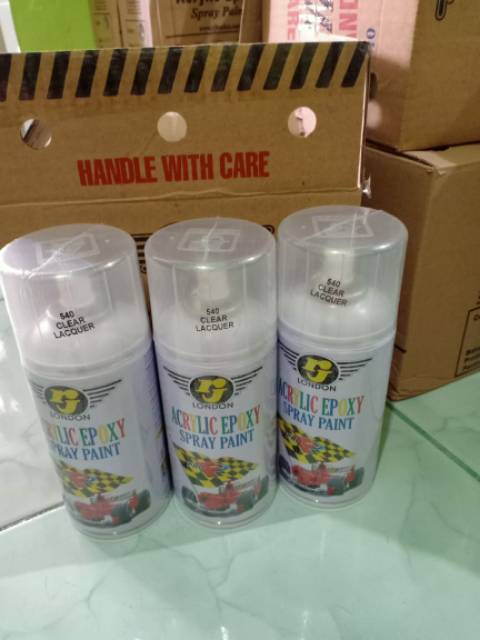 Spray Paint
HANDLE WITH CARE
540
CLEAR
LACQUER
540
CLEAR
LACQUER
540
CLEAR
LACQUER
rj
LONDON
ACRYLIC EPOXY
SPRAY PAINT
rj
LONDON
ACRYLIC EPOXY
SPRAY PAINT
rj
LONDON
ACRYLIC EPOXY
SPRAY PAINT